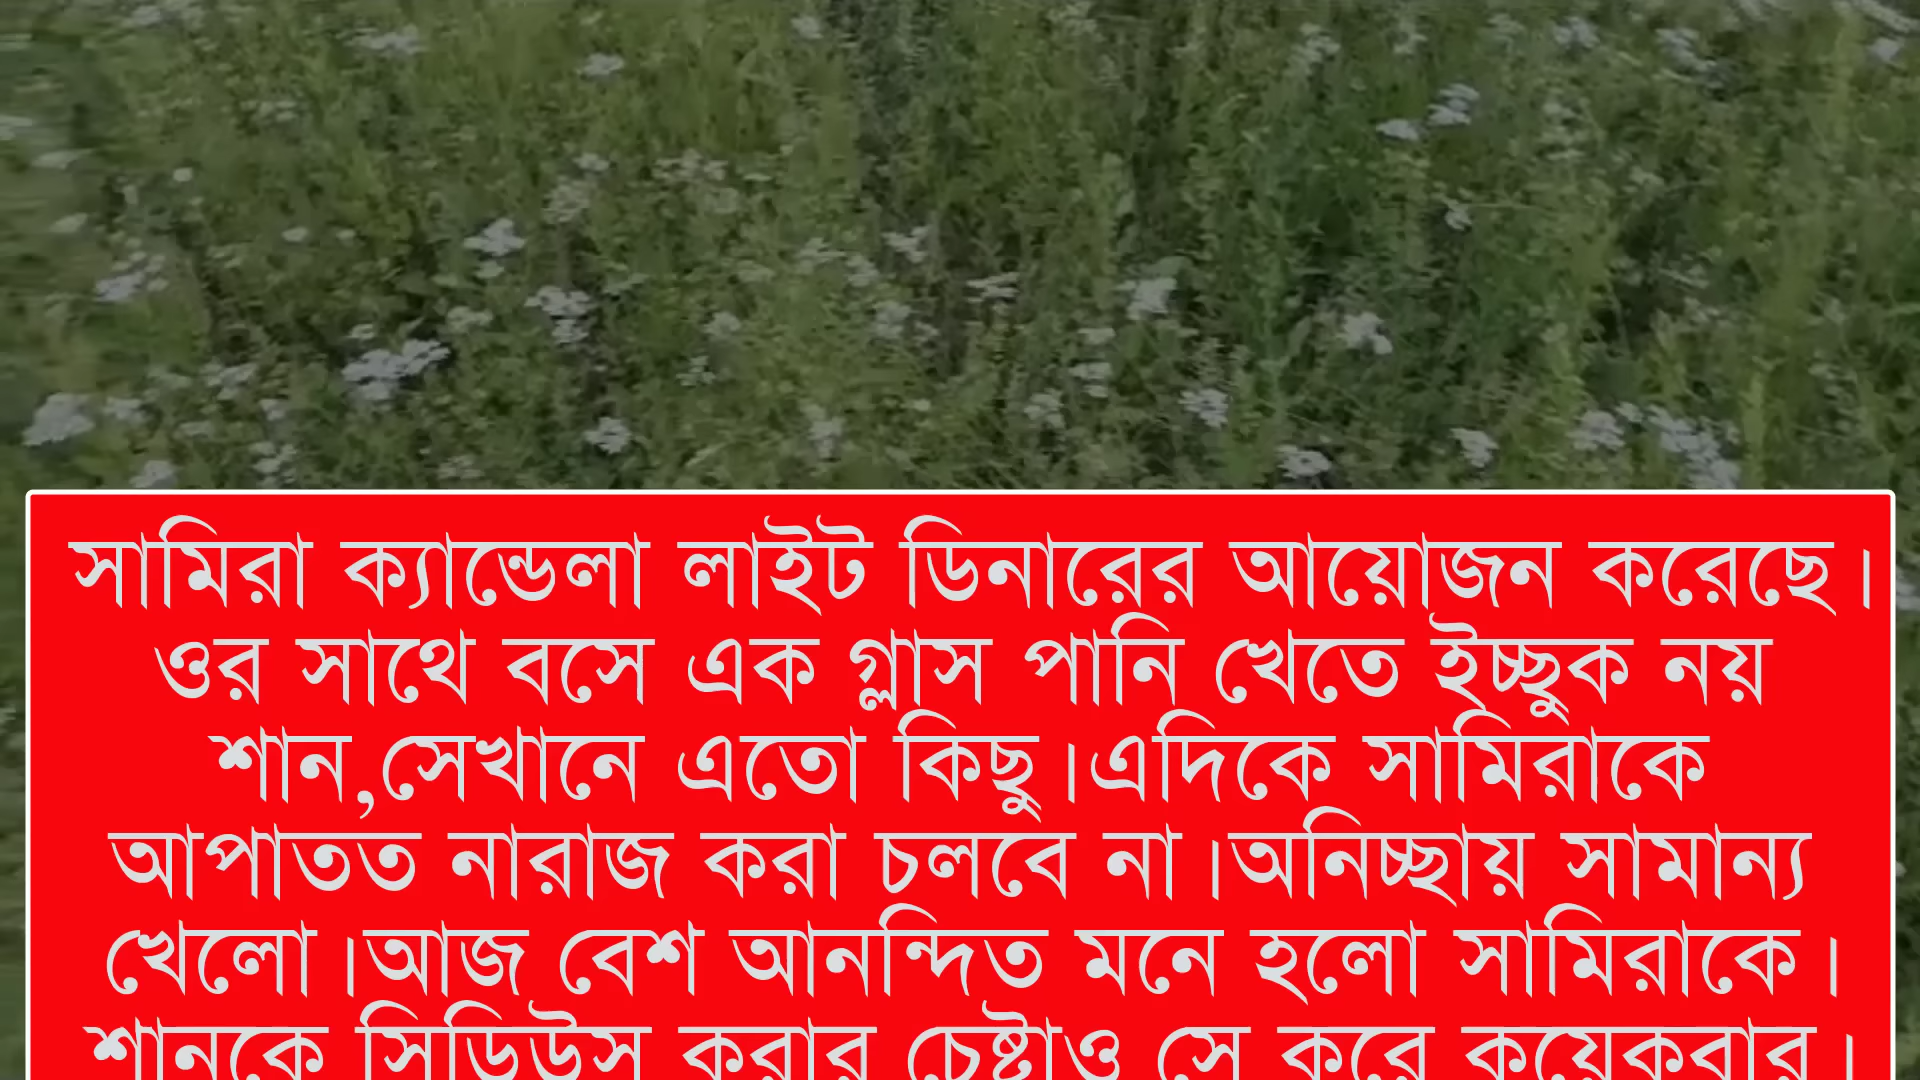 সামিরা ক্যান্ডেলা লাইট ডিনারের আয়োজন করেছে।
ওর সাথে বসে এক গ্লাস পানি খেতে ইচ্ছুক নয়
শান,সেখানে এতো কিছু।এদিকে সামিরাকে
আপাতত নারাজ করা চলবে না।অনিচ্ছায় সামান্য
খেলো।আজ বেশ আনন্দিত মনে হলো সামিরাকে।
শানকে সিডিউস করার চেষ্টাও সে করে কয়েকবার।